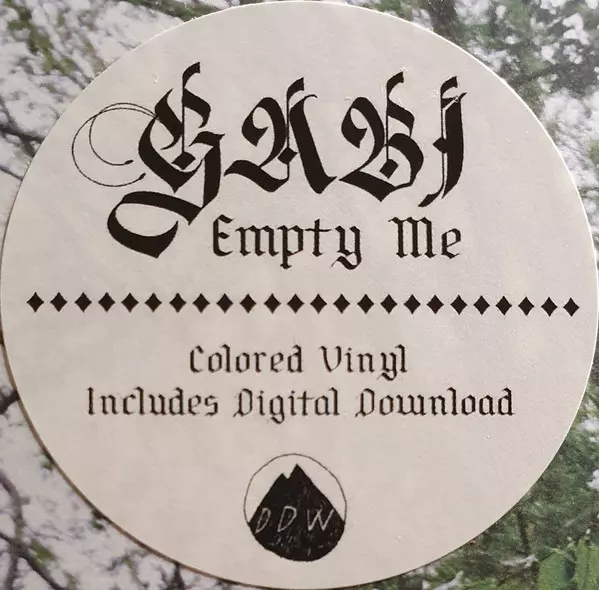 GABI
Empty Me
Colored Vinyl
Includes Digital Download
DDW